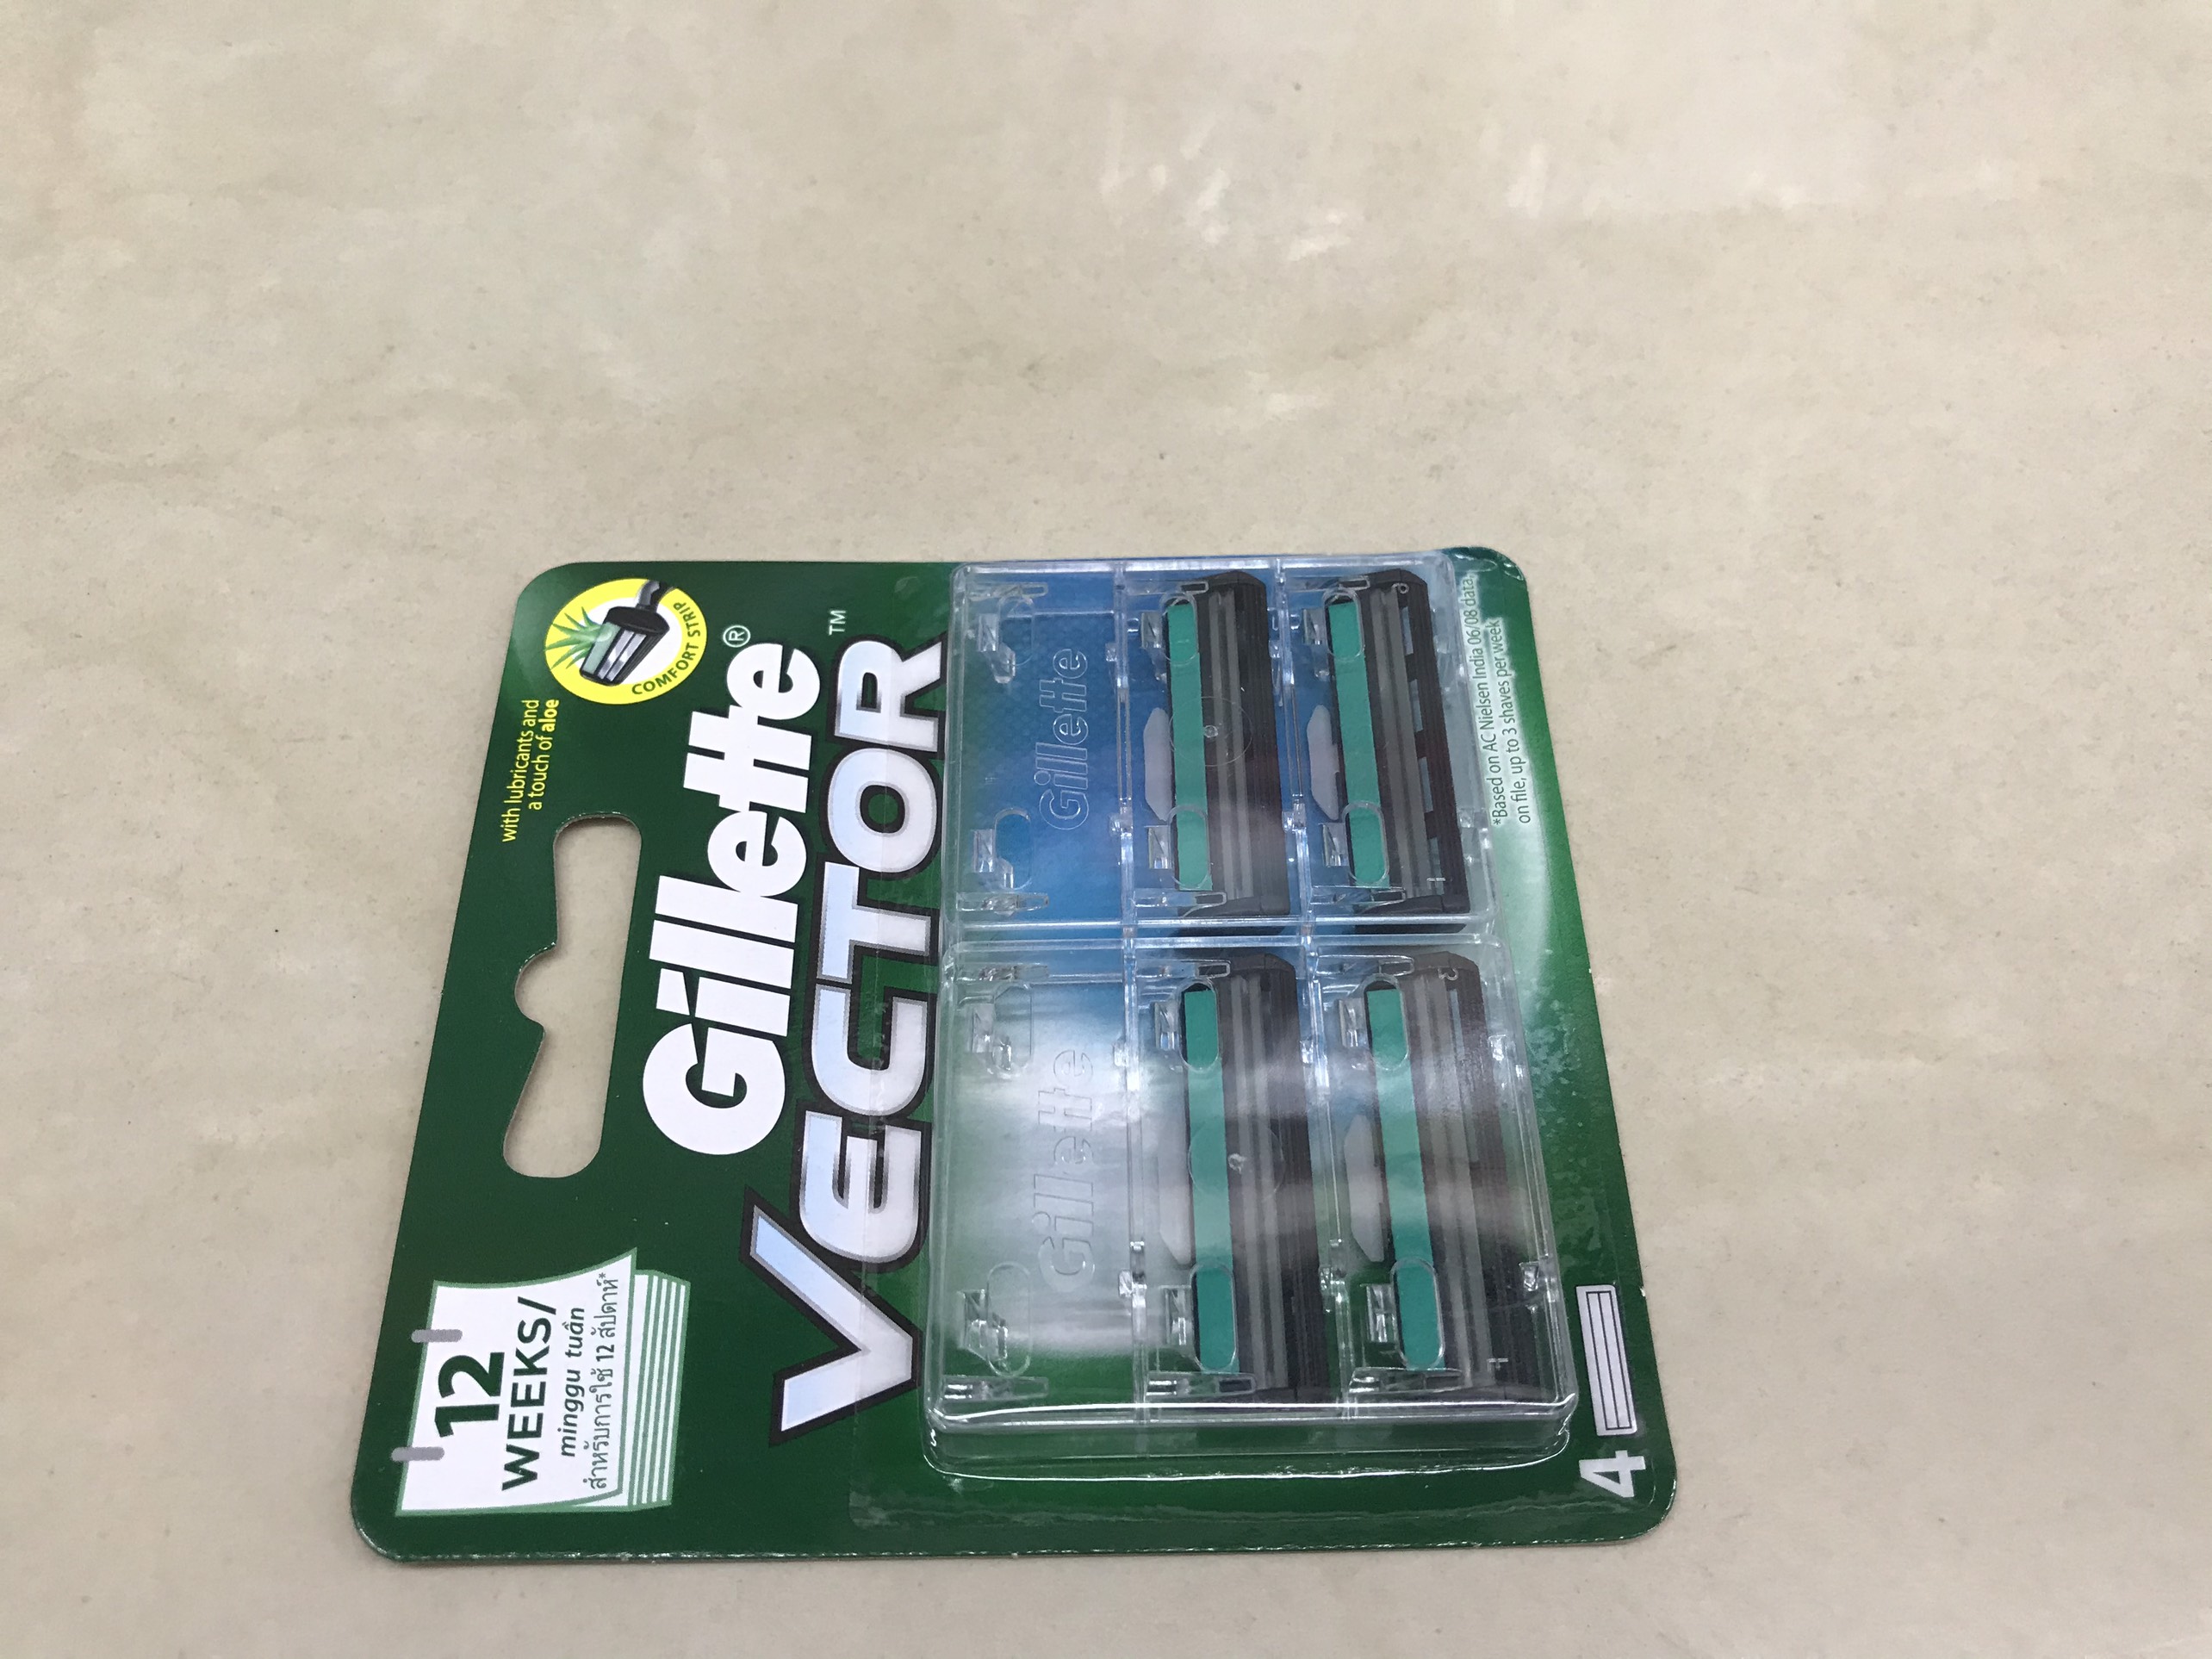 12
WEEKS/
minggu tuần
สำหรับการใช้ 12 สัปดาห์*
with lubricants and
a touch of aloe
COMFORT STRIP
Gillette®
VECTOR™
Gillette
Gillette
4
*Based on AC Nielsen India 06/08 data
on file, up to 3 shaves per week